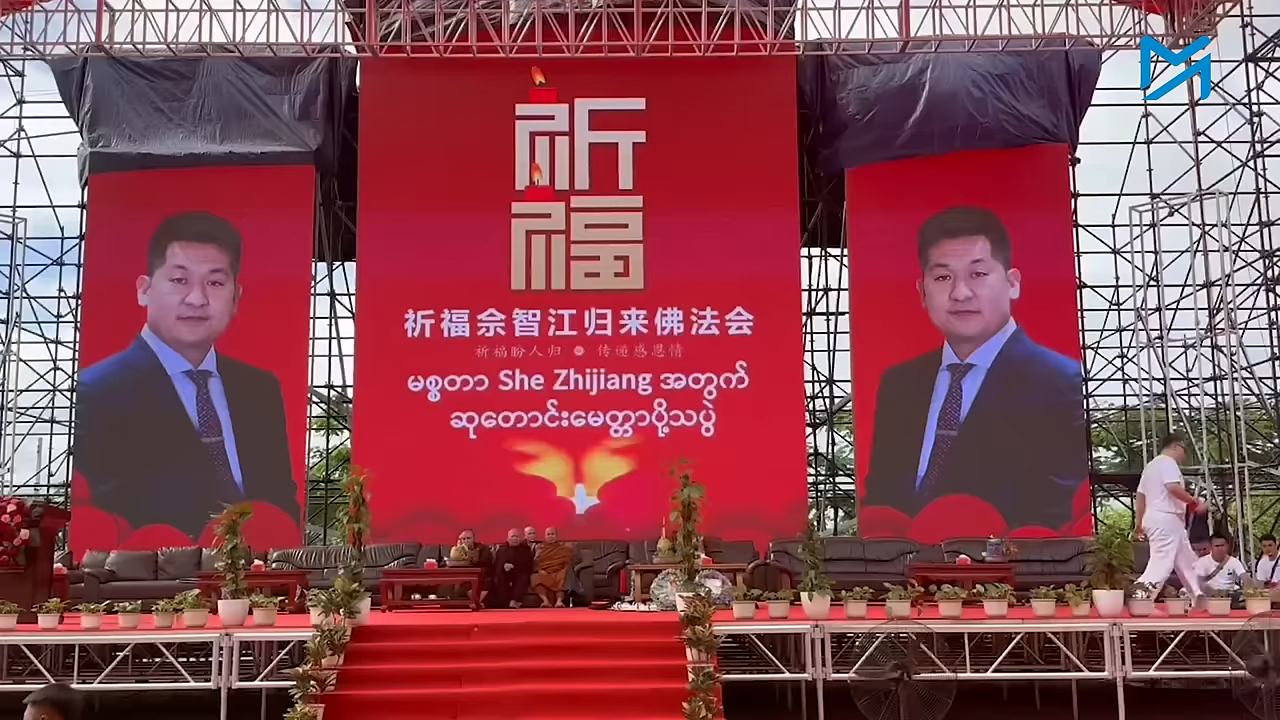 祈
福
祈福佘智江归来佛法会
祈福盼人归 传递感恩情
မစ္စတာ She Zhijiang အတွက်
ဆုတောင်းမေတ္တာပို့သပွဲ